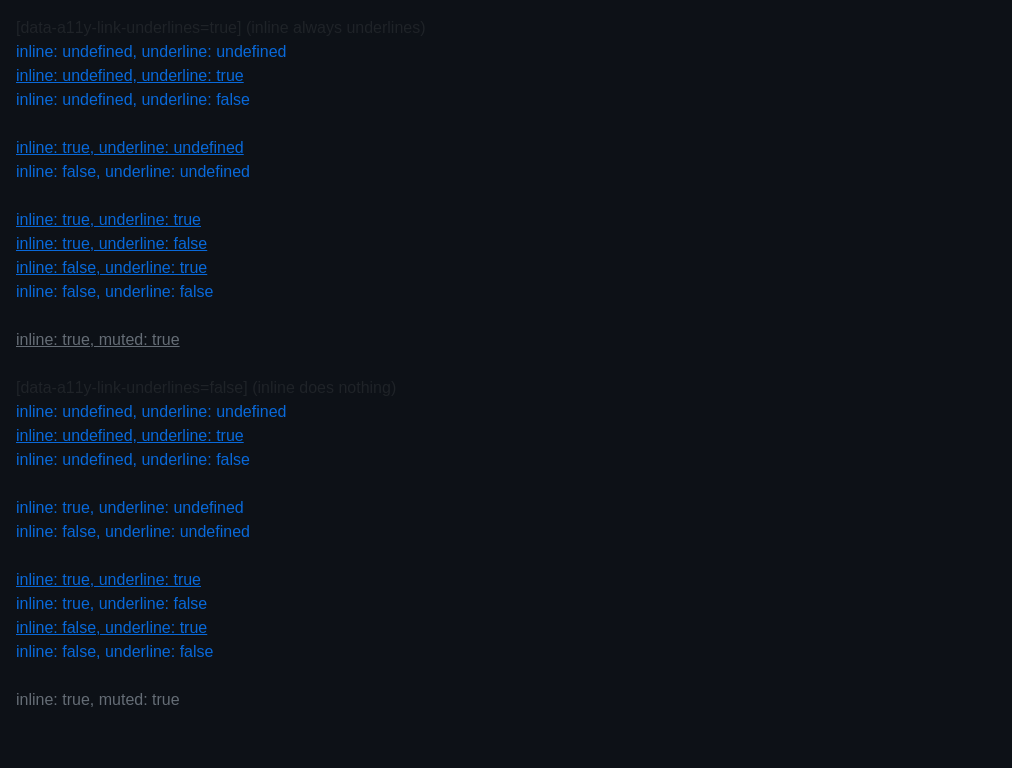 [data-a11y-link-underlines=true] (inline always underlines)
inline: undefined, underline: undefined
inline: undefined, underline: true
inline: undefined, underline: false
inline: true, underline: undefined
inline: false, underline: undefined
inline: true, underline: true
inline: true, underline: false
inline: false, underline: true
inline: false, underline: false
inline: true, muted: true
[data-a11y-link-underlines=false] (inline does nothing)
inline: undefined, underline: undefined
inline: undefined, underline: true
inline: undefined, underline: false
inline: true, underline: undefined
inline: false, underline: undefined
inline: true, underline: true
inline: true, underline: false
inline: false, underline: true
inline: false, underline: false
inline: true, muted: true